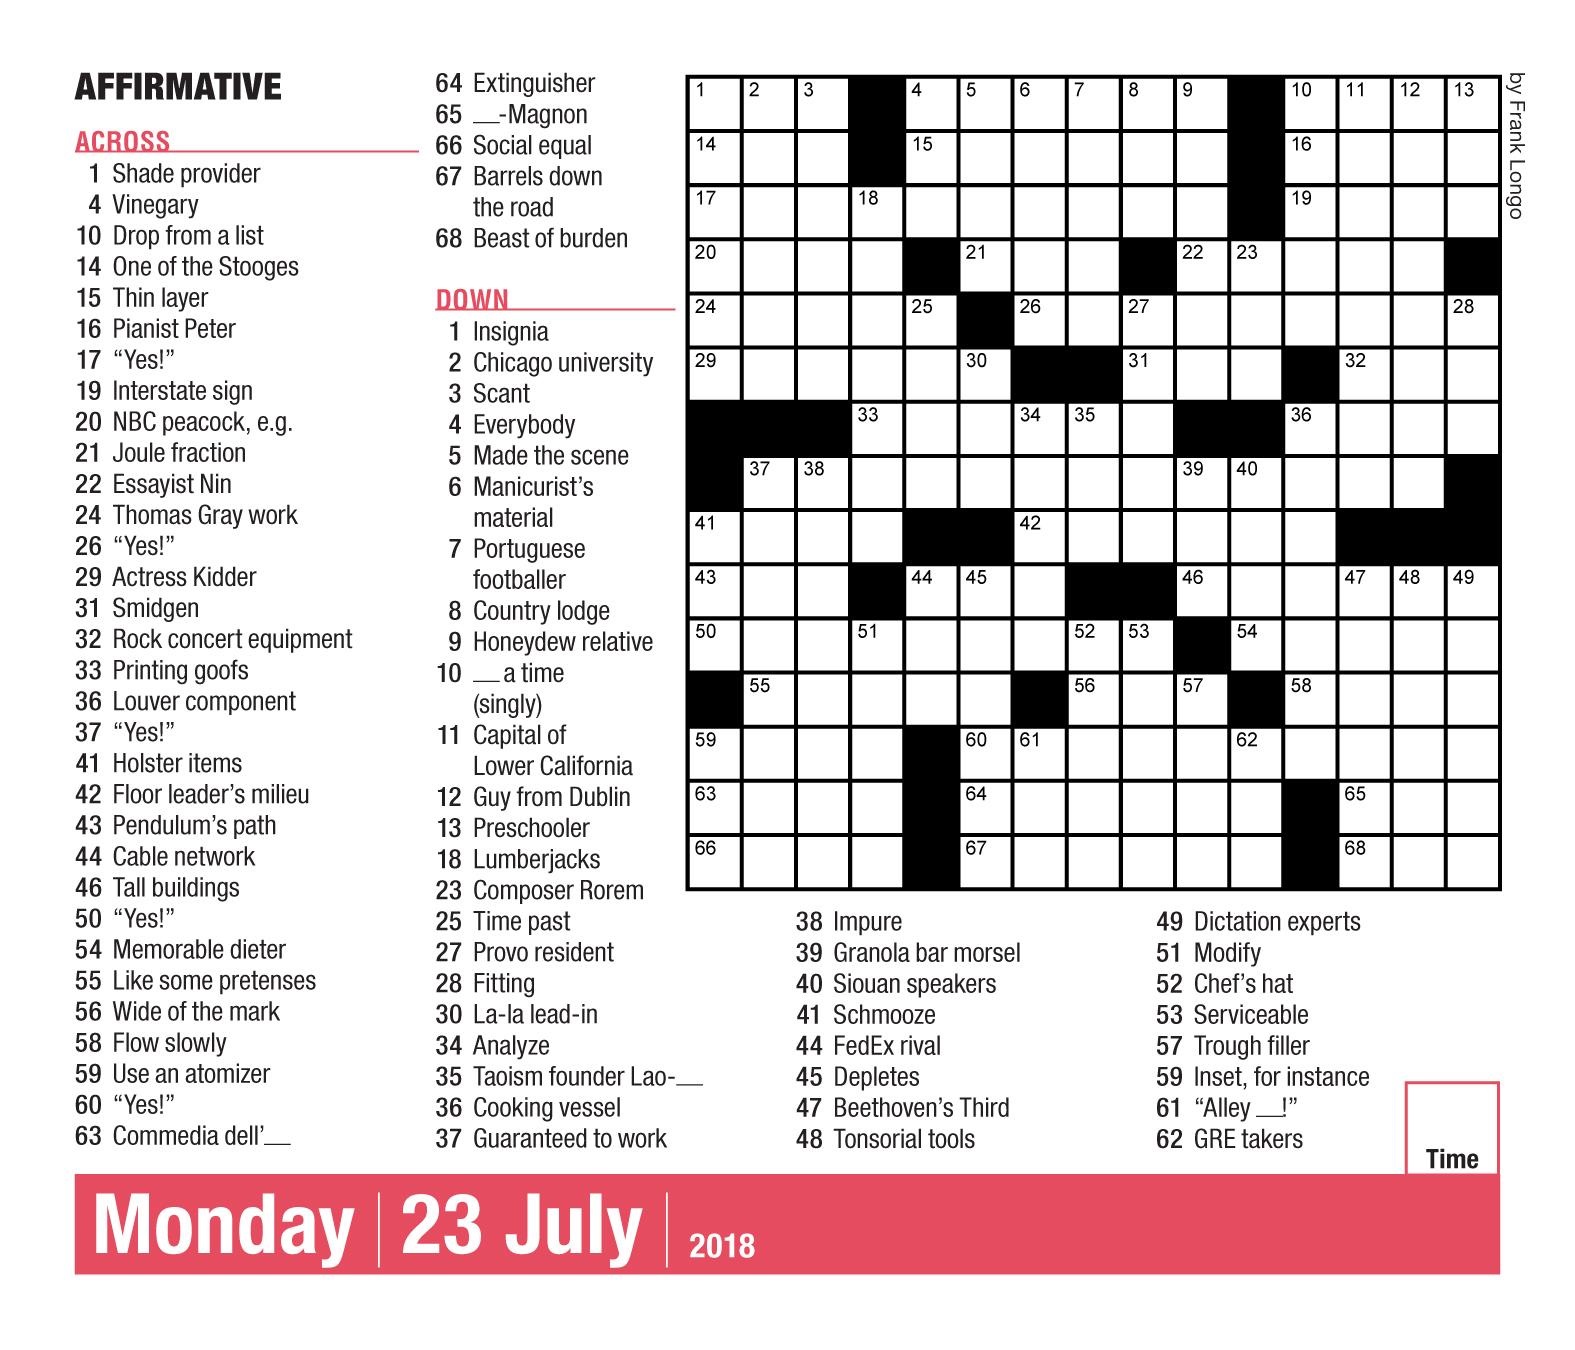 AFFIRMATIVE
ACROSS
1 Shade provider
4 Vinegary
10 Drop from a list
14 One of the Stooges
15 Thin layer
16 Pianist Peter
17 “Yes!”
19 Interstate sign
20 NBC peacock, e.g.
21 Joule fraction
22 Essayist Nin
24 Thomas Gray work
26 “Yes!”
29 Actress Kidder
31 Smidgen
32 Rock concert equipment
33 Printing goofs
36 Louver component
37 “Yes!”
41 Holster items
42 Floor leader’s milieu
43 Pendulum’s path
44 Cable network
46 Tall buildings
50 “Yes!”
54 Memorable dieter
55 Like some pretenses
56 Wide of the mark
58 Flow slowly
59 Use an atomizer
60 “Yes!”
63 Commedia dell’__
64 Extinguisher
65 __-Magnon
66 Social equal
67 Barrels down
the road
68 Beast of burden
DOWN
1 Insignia
2 Chicago university
3 Scant
4 Everybody
5 Made the scene
6 Manicurist’s
material
7 Portuguese
footballer
8 Country lodge
9 Honeydew relative
10 __ a time
(singly)
11 Capital of
Lower California
12 Guy from Dublin
13 Preschooler
18 Lumberjacks
23 Composer Rorem
25 Time past
27 Provo resident
28 Fitting
30 La-la lead-in
34 Analyze
35 Taoism founder Lao-__
36 Cooking vessel
37 Guaranteed to work
38 Impure
39 Granola bar morsel
40 Siouan speakers
41 Schmooze
44 FedEx rival
45 Depletes
47 Beethoven’s Third
48 Tonsorial tools
49 Dictation experts
51 Modify
52 Chef’s hat
53 Serviceable
57 Trough filler
59 Inset, for instance
61 “Alley __!”
62 GRE takers
1 2 3 4 5 6 7 8 9 10 11 12 13
14 15 16
17 18 19
20 21 22 23
24 25 26 27 28
29 30 31 32
33 34 35 36
37 38 39 40
41 42
43 44 45 46 47 48 49
50 51 52 53 54
55 56 57 58
59 60 61 62
63 64 65
66 67 68
by Frank Longo
Time
Monday 23 July 2018